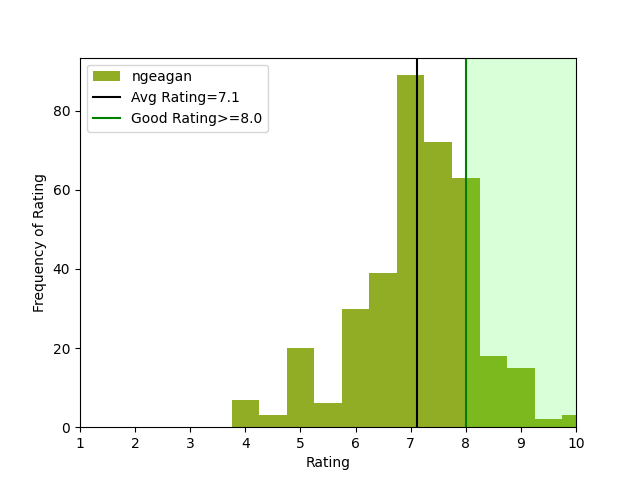 ngeagan
Avg Rating=7.1
Good Rating>=8.0
80
60
40
20
0
Frequency of Rating
1 2 3 4 5 6 7 8 9 10
Rating